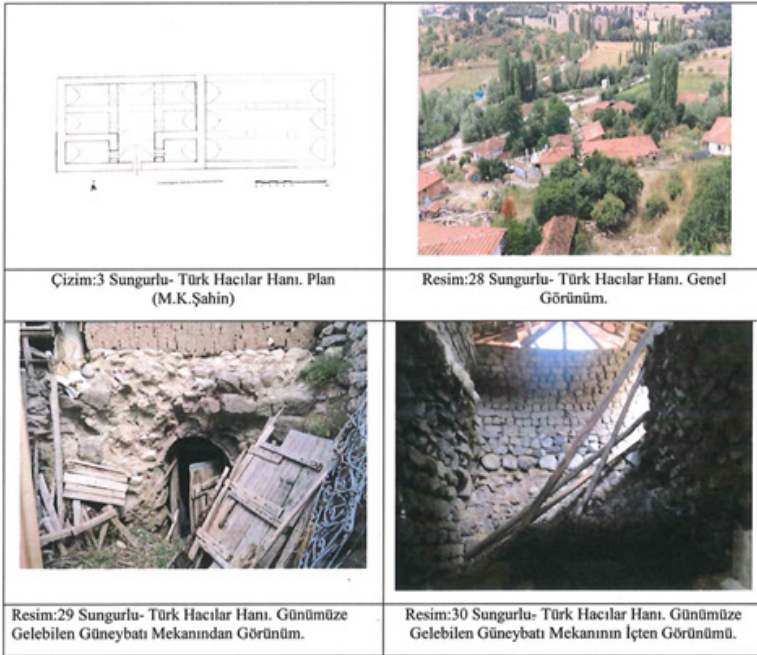 Çizim:3 Sungurlu- Türk Hacılar Hanı. Plan
(M.K.Şahin)
Resim:28 Sungurlu- Türk Hacılar Hanı. Genel
Görünüm.
Resim:29 Sungurlu- Türk Hacılar Hanı. Günümüze
Gelebilen Güneybatı Mekanından Görünüm.
Resim:30 Sungurlu- Türk Hacılar Hanı. Günümüze
Gelebilen Güneybatı Mekanının İçten Görünümü.